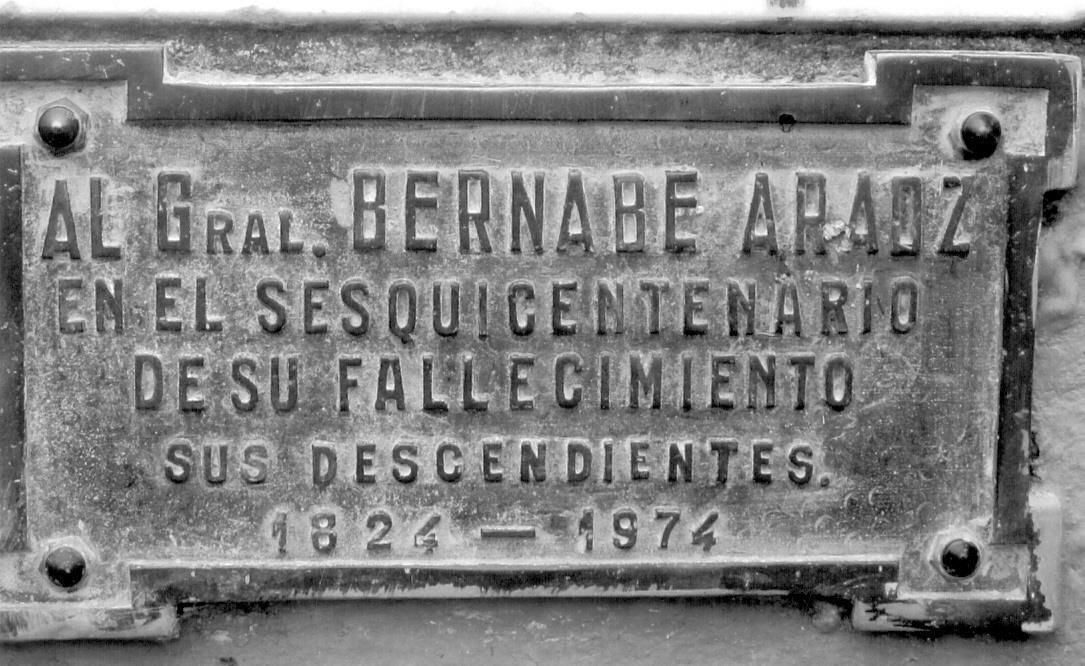 AL GRAL. BERNABE ARAOZ
EN EL SESQUICENTENARIO
DE SU FALLECIMIENTO
SUS DESCENDIENTES.
1824 — 1974